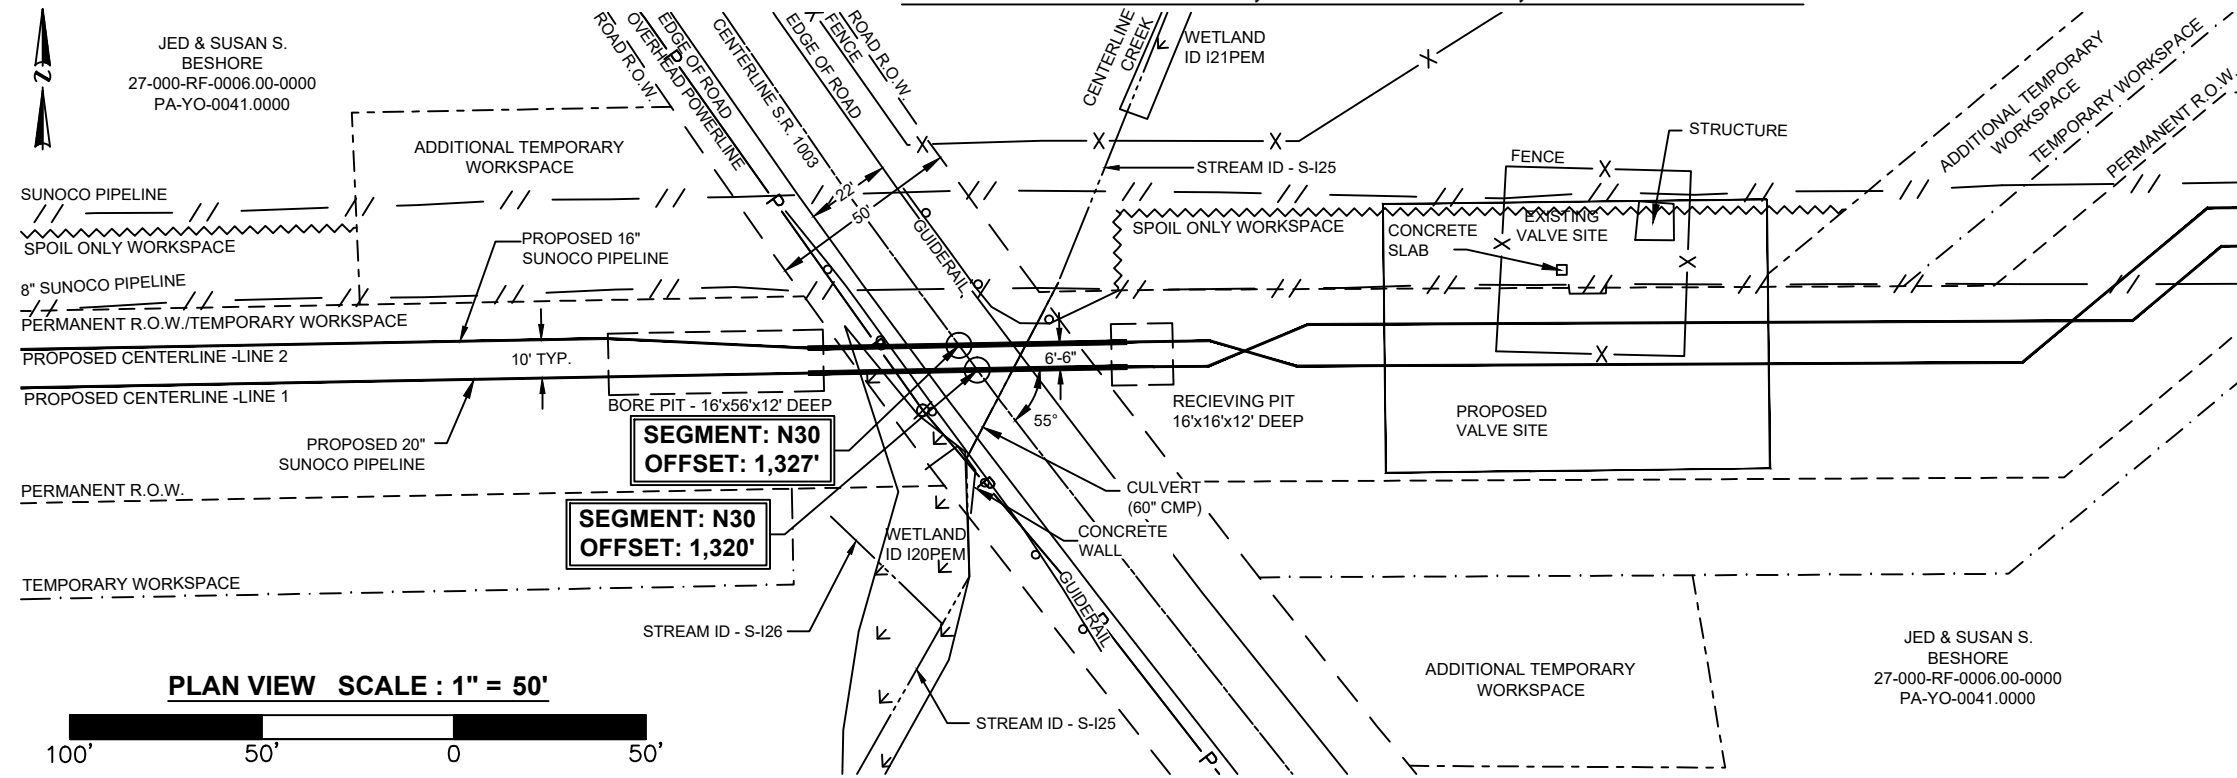 N
JED & SUSAN S.
BESHORE
27-000-RF-0006.00-0000
PA-YO-0041.0000
ADDITIONAL TEMPORARY
WORKSPACE
ROAD R.O.W.
OVERHEAD POWERLINE
EDGE OF ROAD
CENTERLINE S.R. 1003
EDGE OF ROAD
FENCE
ROAD R.O.W.
CENTERLINE
CREEK
WETLAND
ID I21PEM
STREAM ID - S-I25
FENCE
STRUCTURE
ADDITIONAL TEMPORARY
WORKSPACE
TEMPORARY WORKSPACE
PERMANENT R.O.W.
SUNOCO PIPELINE
SPOIL ONLY WORKSPACE
PROPOSED 16"
SUNOCO PIPELINE
22'
50'
GUIDERAIL
SPOIL ONLY WORKSPACE
CONCRETE
SLAB
EXISTING
VALVE SITE
8" SUNOCO PIPELINE
PERMANENT R.O.W./TEMPORARY WORKSPACE
PROPOSED CENTERLINE -LINE 2
10' TYP.
6'-6"
PROPOSED CENTERLINE -LINE 1
BORE PIT - 16'x56'x12' DEEP
55°
RECIEVING PIT
16'x16'x12' DEEP
PROPOSED
VALVE SITE
PROPOSED 20"
SUNOCO PIPELINE
SEGMENT: N30
OFFSET: 1,327'
PERMANENT R.O.W.
CULVERT
(60" CMP)
SEGMENT: N30
OFFSET: 1,320'
WETLAND
ID I20PEM
CONCRETE
WALL
TEMPORARY WORKSPACE
GUIDERAIL
STREAM ID - S-I26
STREAM ID - S-I25
ADDITIONAL TEMPORARY
WORKSPACE
JED & SUSAN S.
BESHORE
27-000-RF-0006.00-0000
PA-YO-0041.0000
PLAN VIEW SCALE : 1" = 50'
100' 50' 0 50'